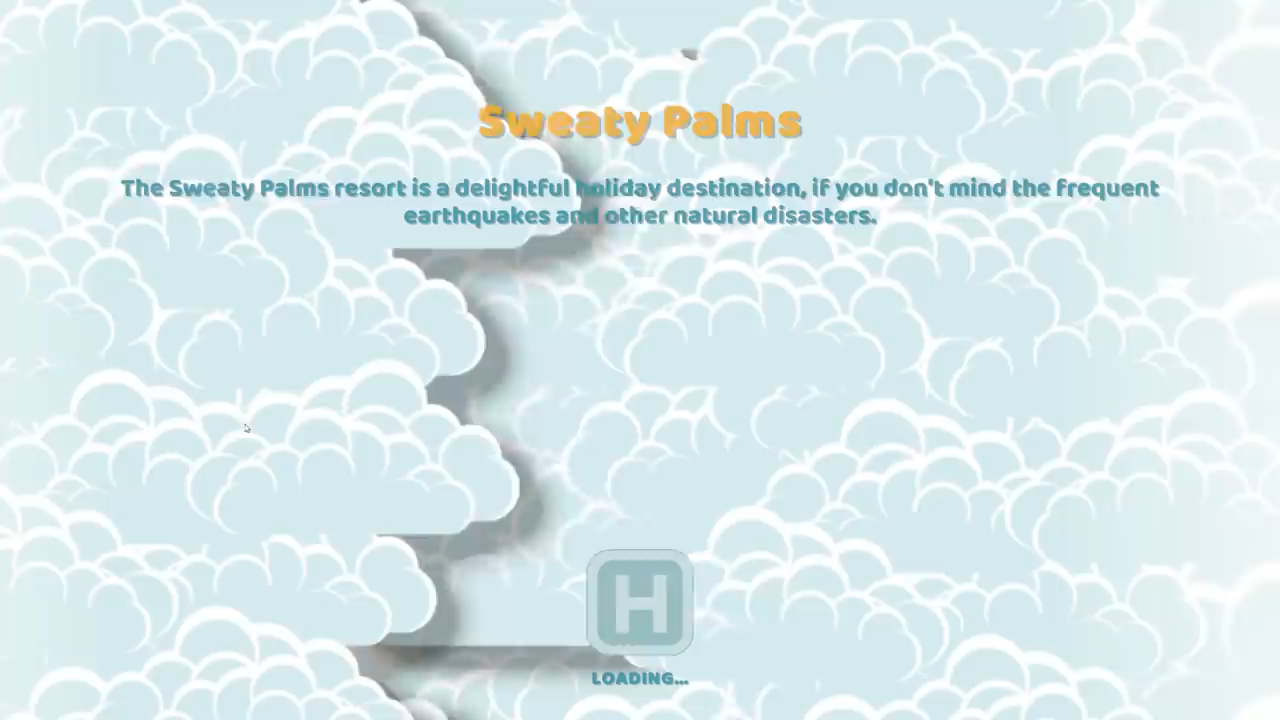 Sweaty Palms
The Sweaty Palms resort is a delightful holiday destination, if you don't mind the frequent
earthquakes and other natural disasters.
H
LOADING...